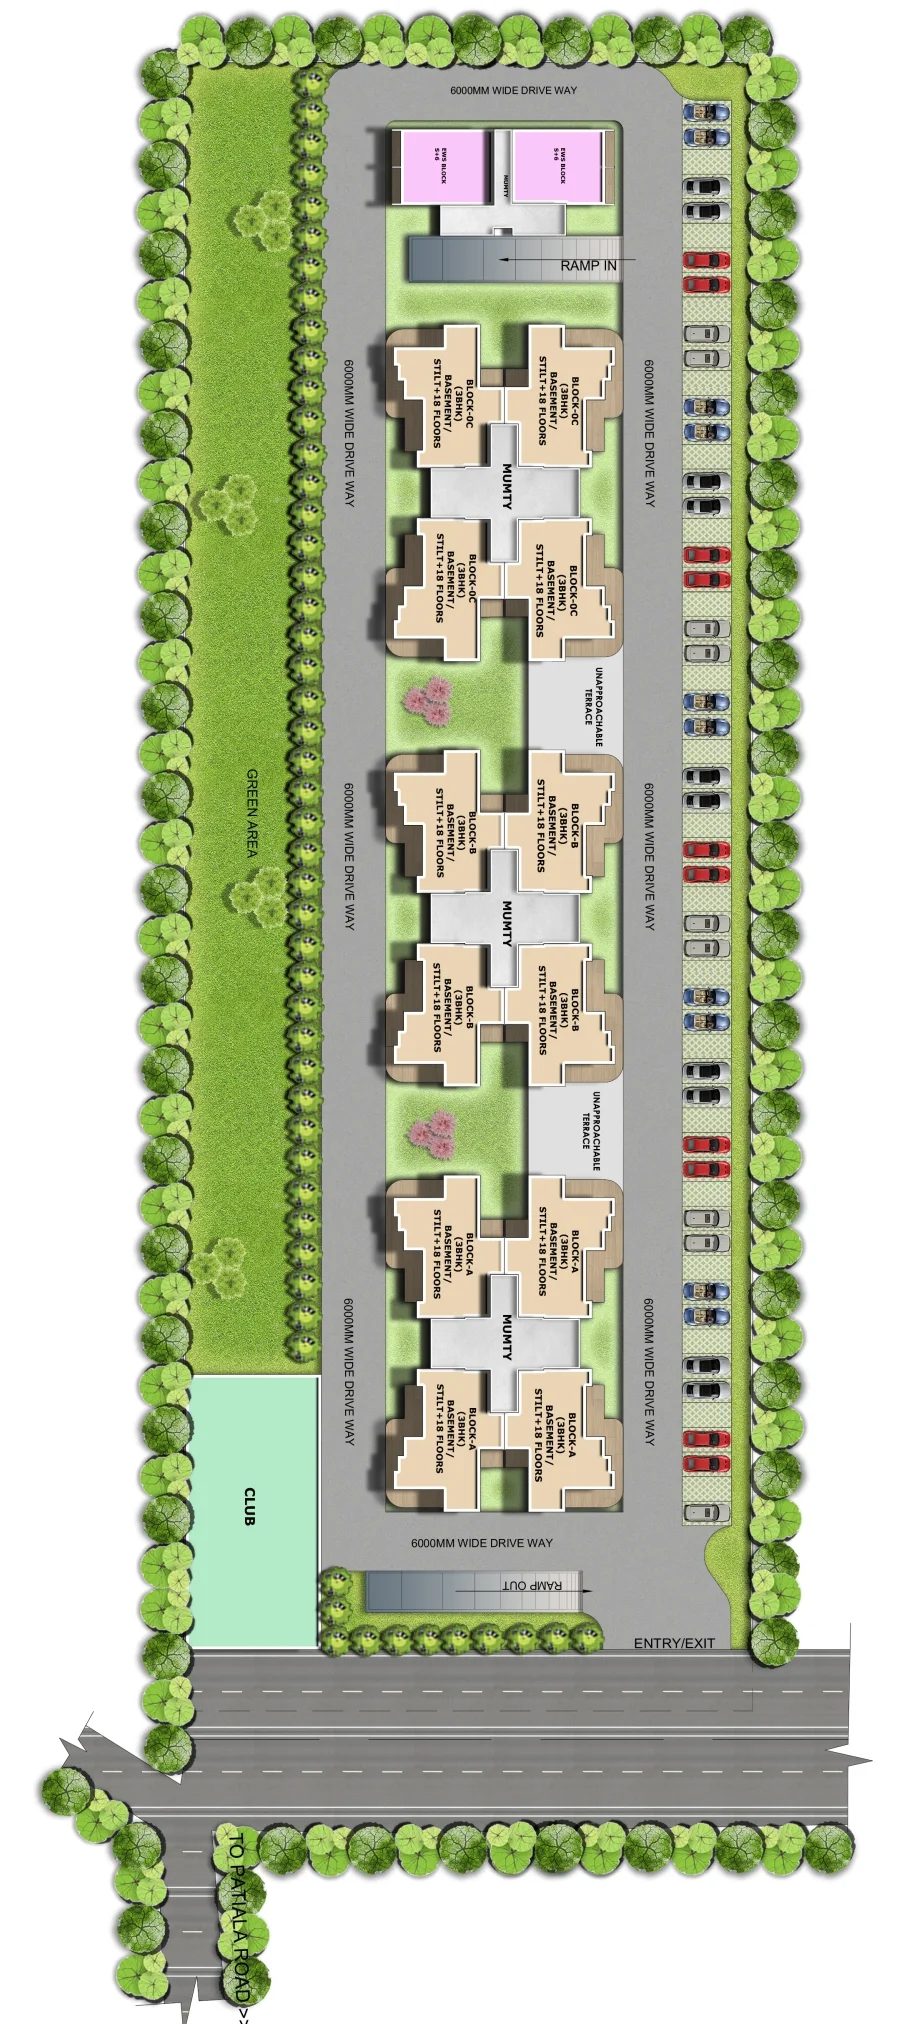 6000MM WIDE DRIVE WAY
EWS BLOCK
S+6
MUMTY
EWS BLOCK
S+6
RAMP IN
6000MM WIDE DRIVE WAY
BLOCK-0C
(3BHK)
BASEMENT/
STILT+18 FLOORS
BLOCK-0C
(3BHK)
BASEMENT/
STILT+18 FLOORS
6000MM WIDE DRIVE WAY
MUMTY
BLOCK-0C
(3BHK)
BASEMENT/
STILT+18 FLOORS
BLOCK-0C
(3BHK)
BASEMENT/
STILT+18 FLOORS
UNAPPROACHABLE
TERRACE
GREEN AREA
6000MM WIDE DRIVE WAY
BLOCK-B
(3BHK)
BASEMENT/
STILT+18 FLOORS
BLOCK-B
(3BHK)
BASEMENT/
STILT+18 FLOORS
6000MM WIDE DRIVE WAY
MUMTY
BLOCK-B
(3BHK)
BASEMENT/
STILT+18 FLOORS
BLOCK-B
(3BHK)
BASEMENT/
STILT+18 FLOORS
UNAPPROACHABLE
TERRACE
BLOCK-A
(3BHK)
BASEMENT/
STILT+18 FLOORS
BLOCK-A
(3BHK)
BASEMENT/
STILT+18 FLOORS
6000MM WIDE DRIVE WAY
MUMTY
6000MM WIDE DRIVE WAY
BLOCK-A
(3BHK)
BASEMENT/
STILT+18 FLOORS
BLOCK-A
(3BHK)
BASEMENT/
STILT+18 FLOORS
CLUB
6000MM WIDE DRIVE WAY
RAMP OUT
ENTRY/EXIT
TO PATIALA ROAD >>